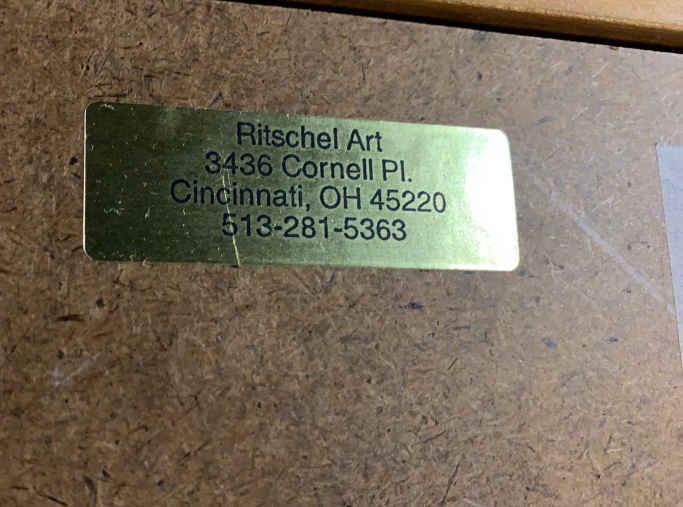 Ritschel Art
3436 Cornell Pl.
Cincinnati, OH 45220
513-281-5363